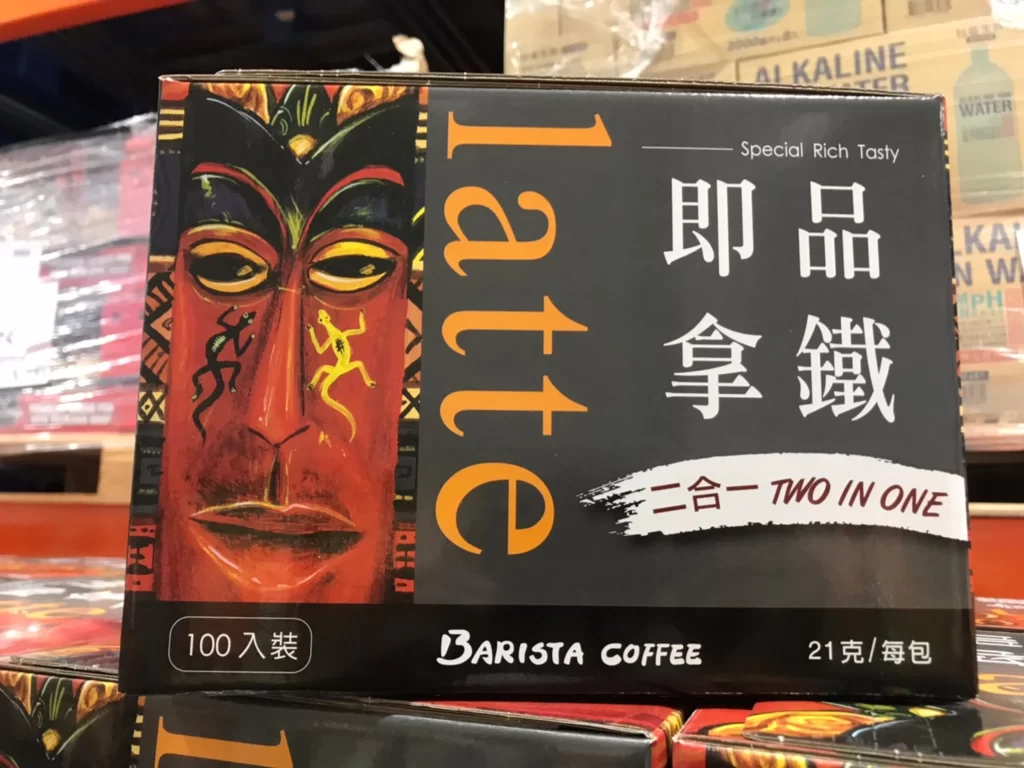 latte
Special Rich Tasty
即品
拿鐵
二合一 TWO IN ONE
100入裝
BARISTA COFFEE
21克/每包
ALKALINE
WATER
WATER